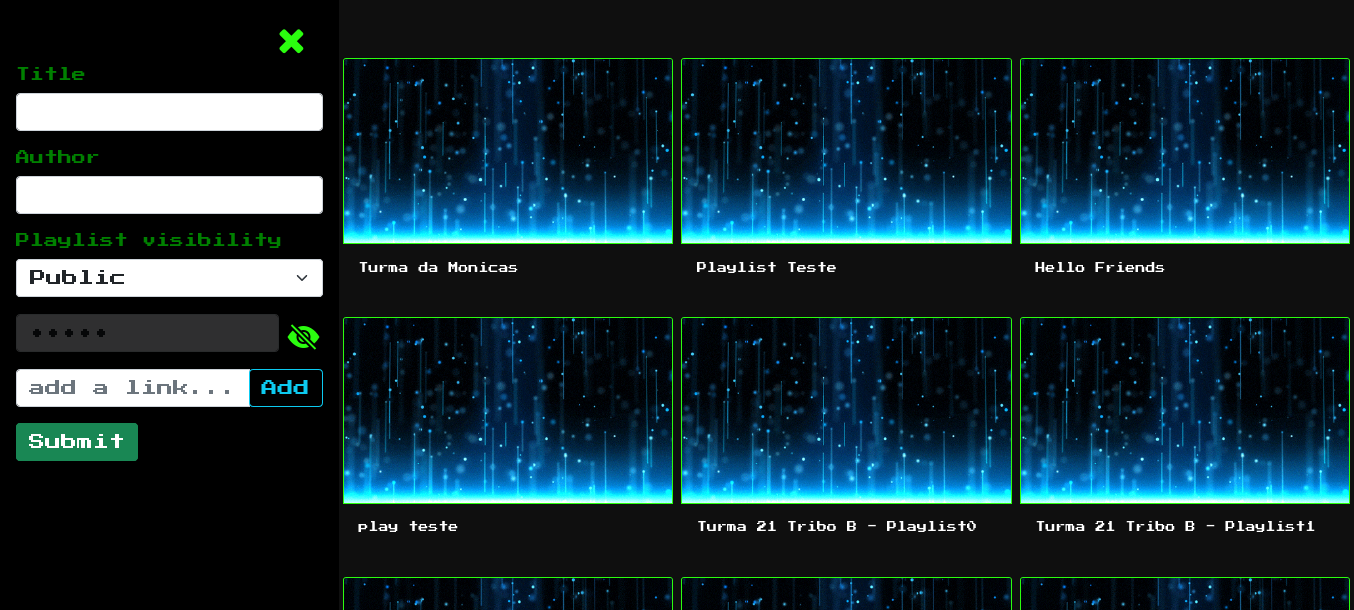 Title
Author
Playlist visibility
Public
add a link...
Add
Submit
Turma da Monicas
Playlist Teste
Hello Friends
play teste
Turma 21 Tribo B - Playlist0
Turma 21 Tribo B - Playlist1